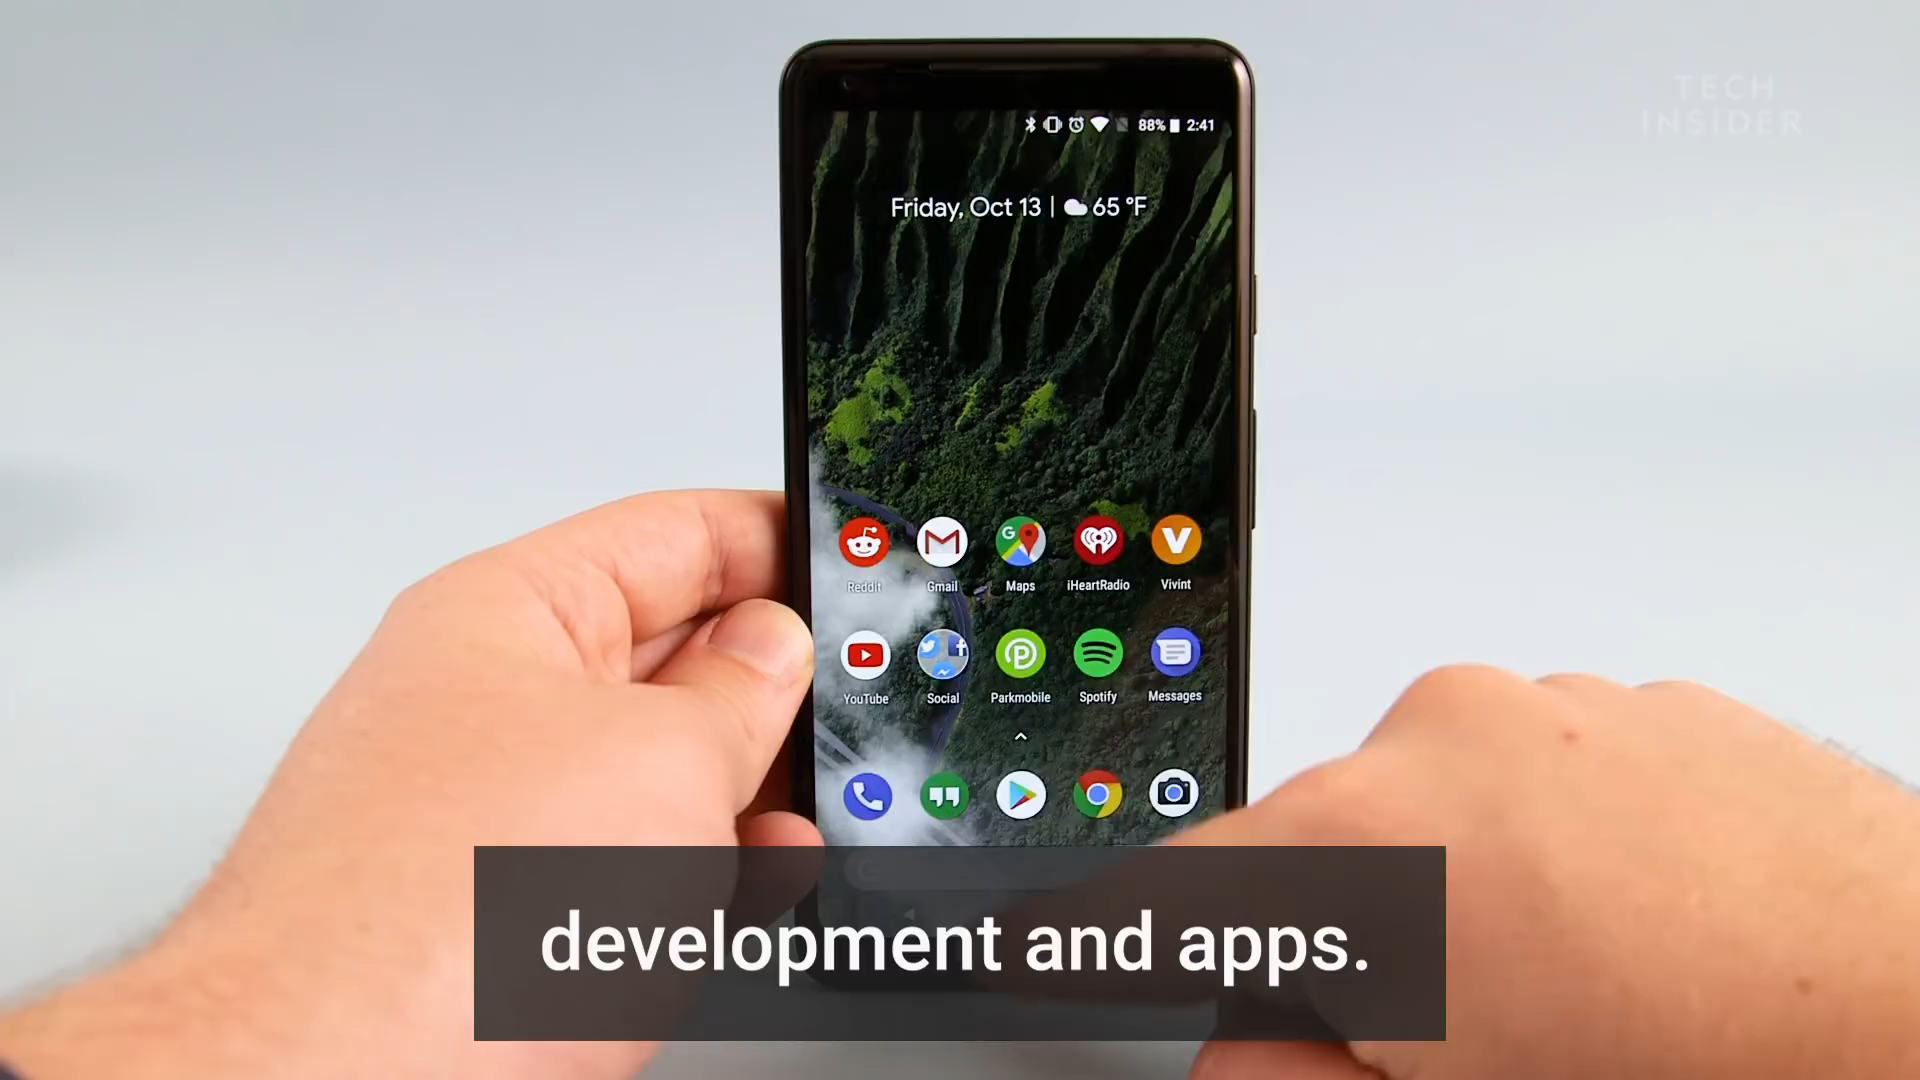 TECH
INSIDER
88% 2:41
Friday, Oct 13 | 65 °F
Reddit Gmail Maps iHeartRadio Vivint
YouTube Social Parkmobile Spotify Messages
development and apps.